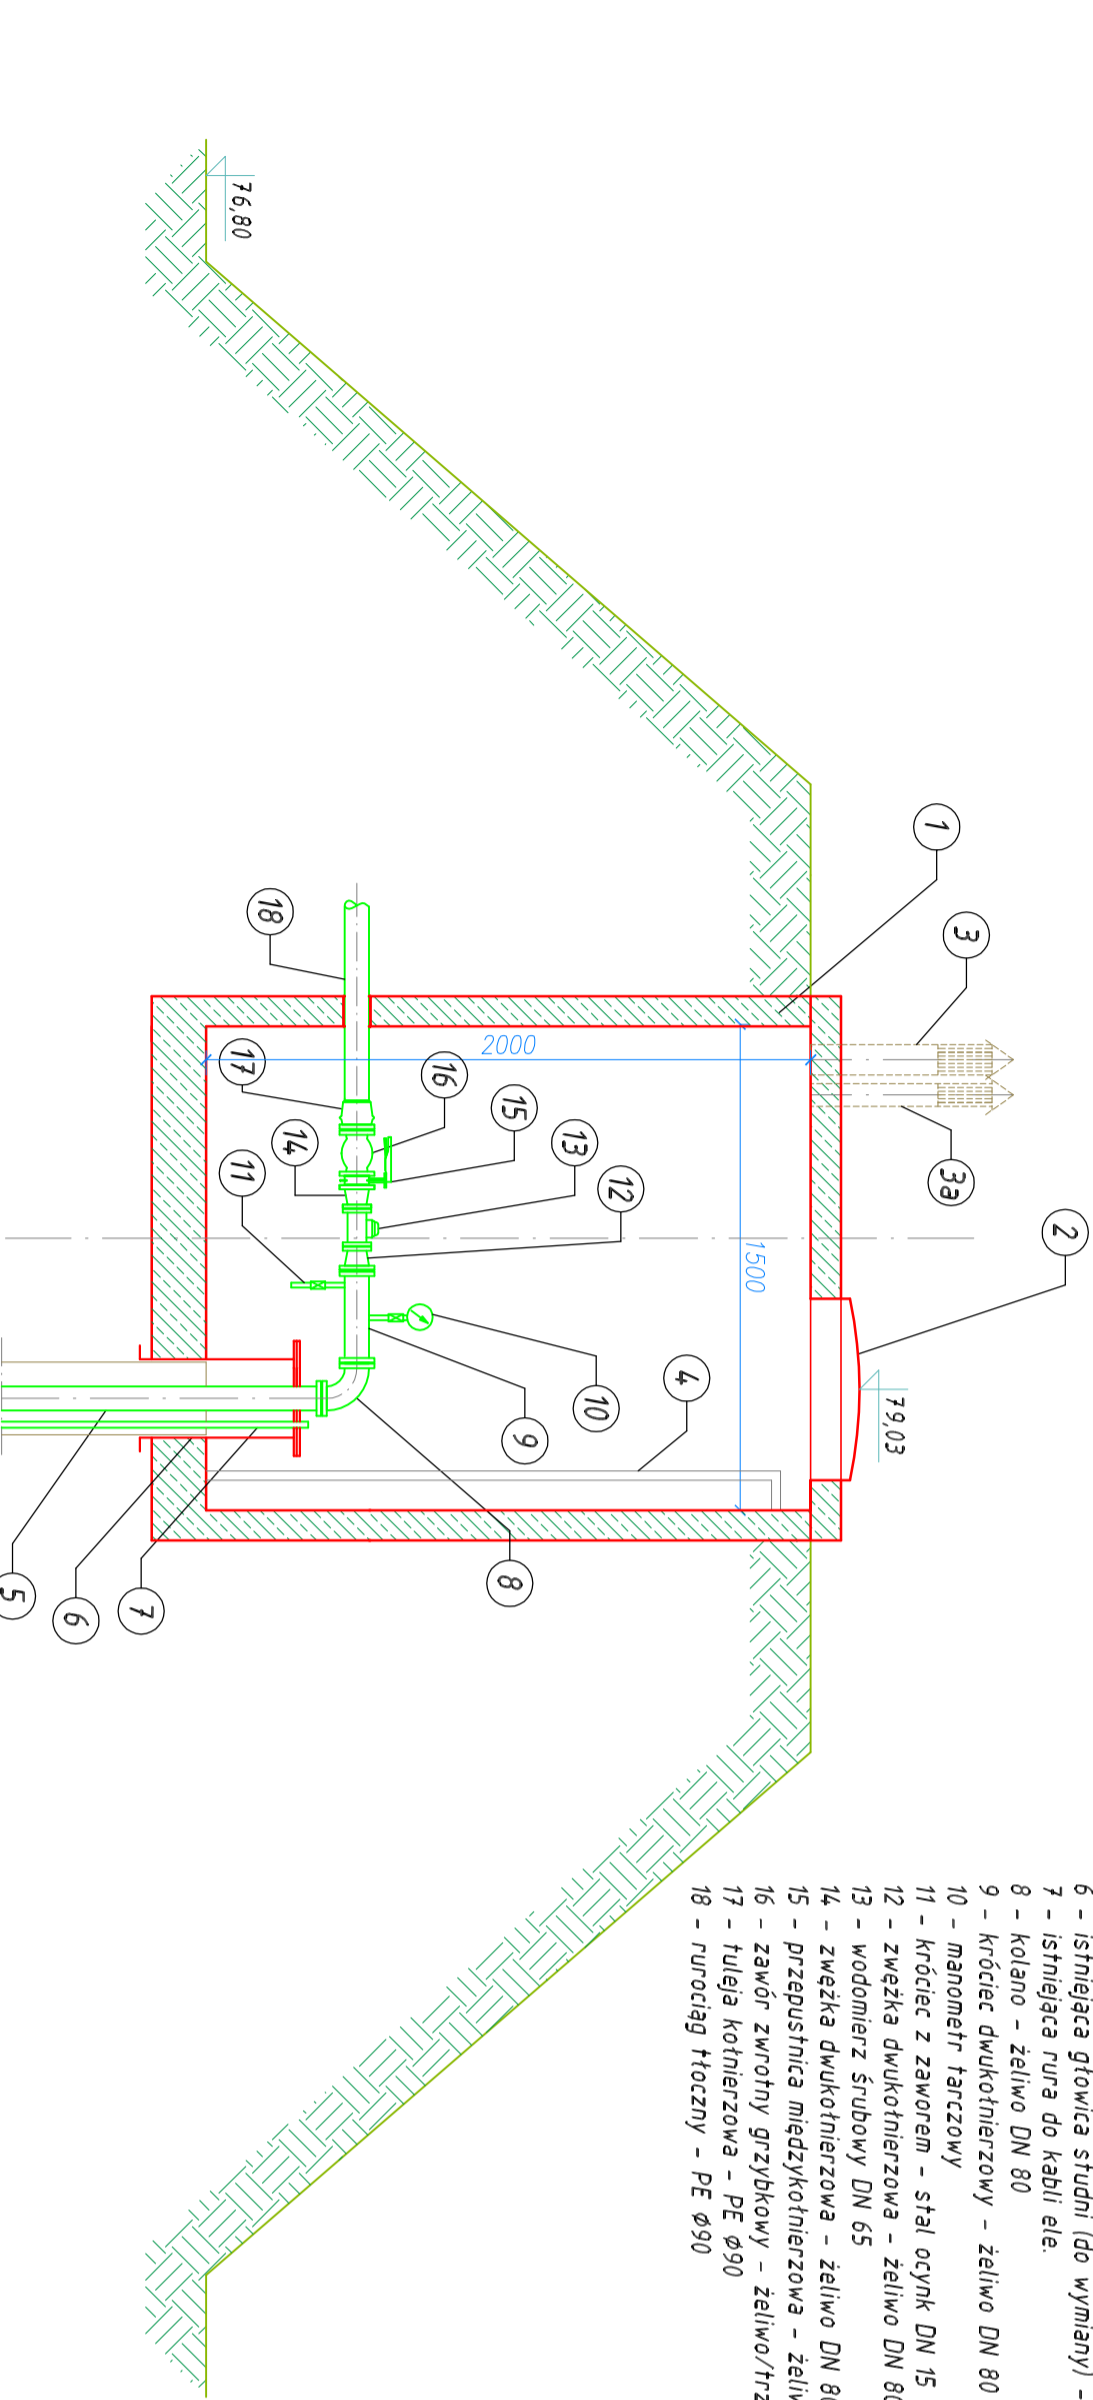 6 - istniejąca głowica studni (do wymiany) -
7 - istniejąca rura do kabli ele.
8 - kolano - żeliwo DN 80
9 - króciec dwukołnierzowy - żeliwo DN 80
10 - manometr tarczowy
11 - króciec z zaworem - stal ocynk DN 15
12 - zwężka dwukołnierzowa - żeliwo DN 80
13 - wodomierz śrubowy DN 65
14 - zwężka dwukołnierzowa - żeliwo DN 80
15 - przepustnica międzykołnierzowa - żeliw
16 - zawór zwrotny grzybkowy - żeliwo/trz
17 - tuleja kołnierzowa - PE ø90
18 - rurociąg tłoczny - PE ø90
2
3a
3
1
79,03
1500
2000
4
12
13
15
16
10
9
8
17
14
11
18
7
6
5
76,80